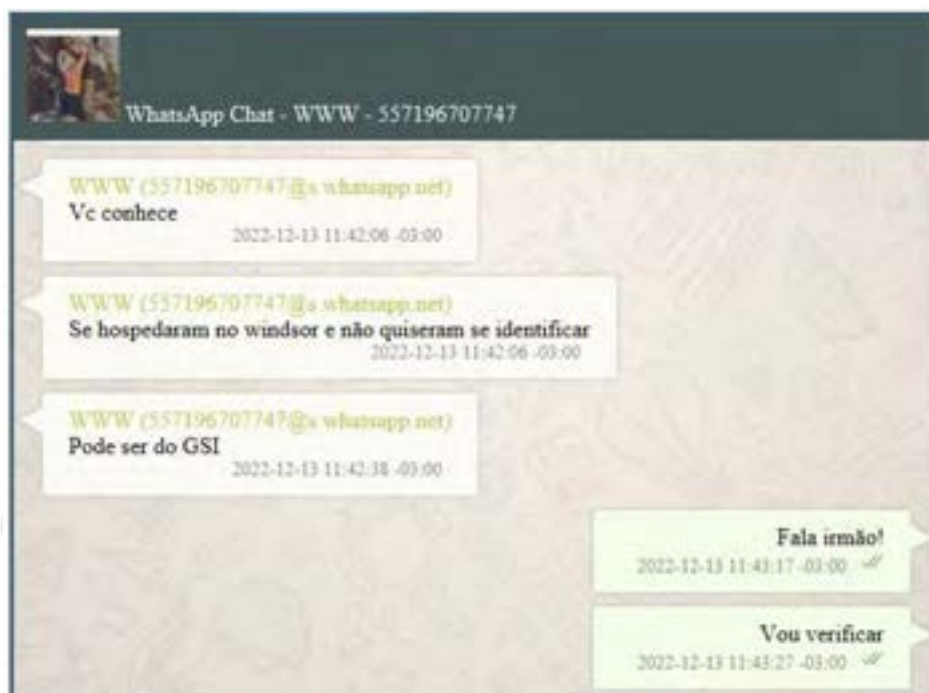 WhatsApp Chat - WWW - 557196707747
WWW (557196707747@s.whatsapp.net)
Vc conhece
2022-12-13 11:42:06 -03:00
WWW (557196707747@s.whatsapp.net)
Se hospedaram no windsor e não quiseram se identificar
2022-12-13 11:42:06 -03:00
WWW (557196707747@s.whatsapp.net)
Pode ser do GSI
2022-12-13 11:42:38 -03:00
Fala irmão!
2022-12-13 11:43:17 -03:00
Vou verificar
2022-12-13 11:43:27 -03:00